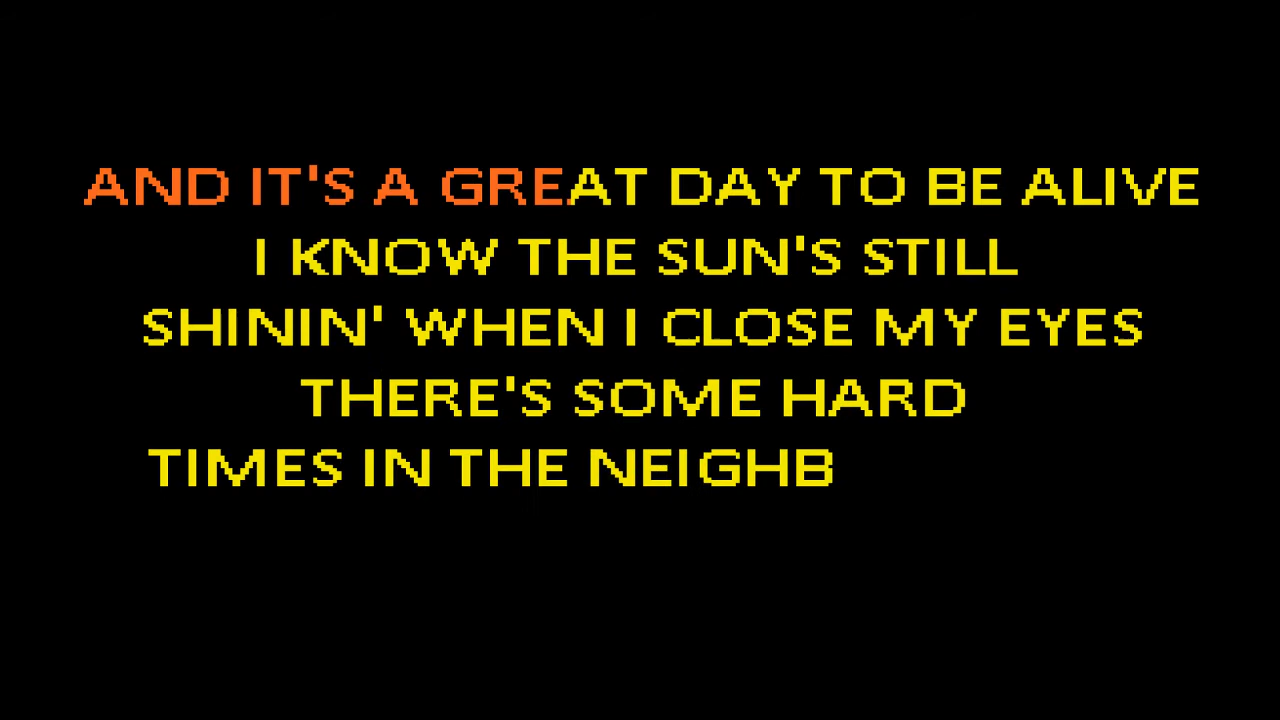 AND IT'S A GREAT DAY TO BE ALIVE
I KNOW THE SUN'S STILL
SHININ' WHEN I CLOSE MY EYES
THERE'S SOME HARD
TIMES IN THE NEIGHB